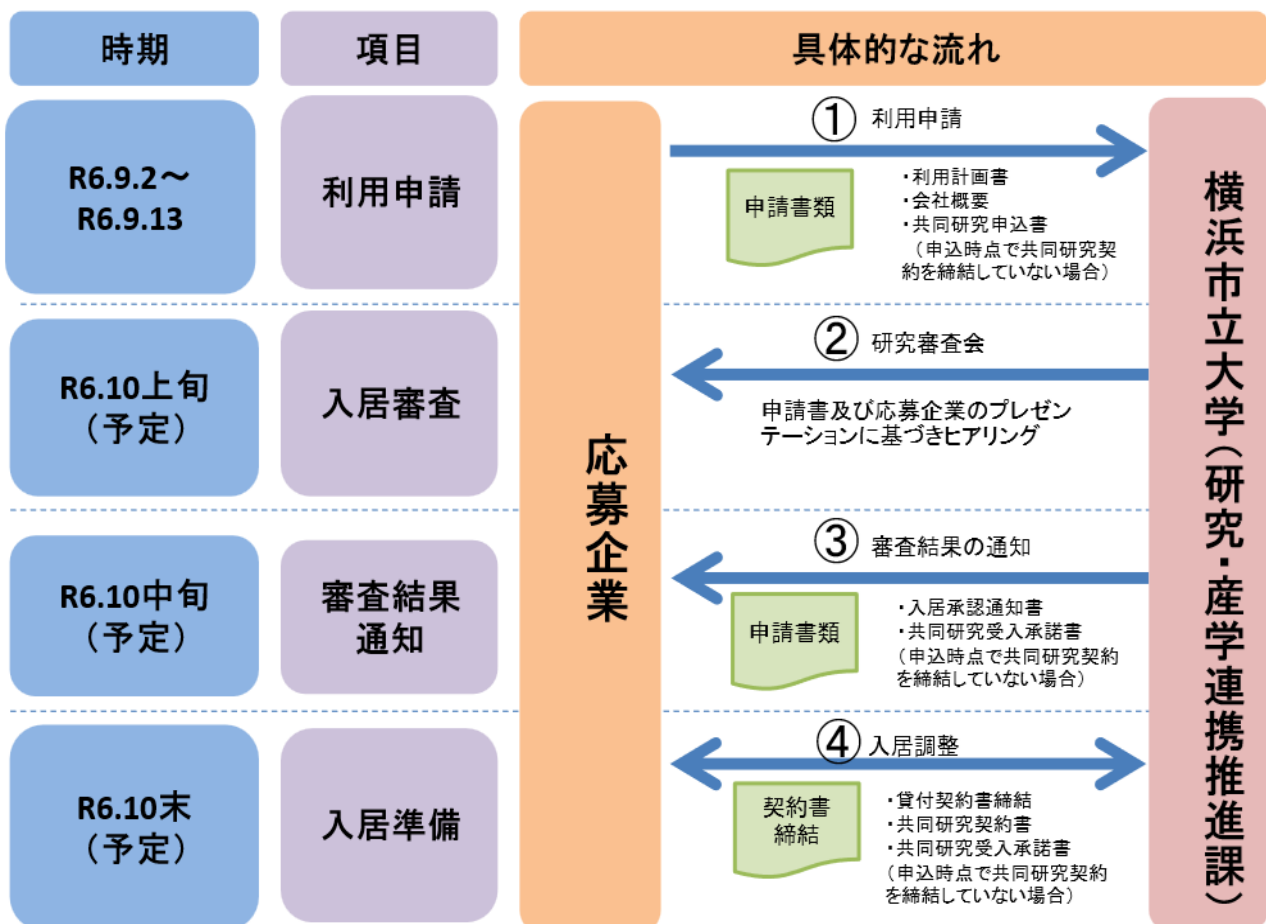 時期
項目
具体的な流れ
R6.9.2～
R6.9.13
利用申請
① 利用申請
申請書類
・利用計画書
・会社概要
・共同研究申込書
（申込時点で共同研究契
約を締結していない場合）
R6.10上旬
（予定）
入居審査
② 研究審査会
申請書及び応募企業のプレゼン
テーションに基づきヒアリング
R6.10中旬
（予定）
審査結果
通知
③ 審査結果の通知
申請書類
・入居承認通知書
・共同研究受入承諾書
（申込時点で共同研究契約
を締結していない場合）
R6.10末
（予定）
入居準備
④ 入居調整
契約書
締結
・貸付契約書締結
・共同研究契約書
・共同研究受入承諾書
（申込時点で共同研究契約
を締結していない場合）
応募企業
横浜市立大学（研究・産学連携推進課）